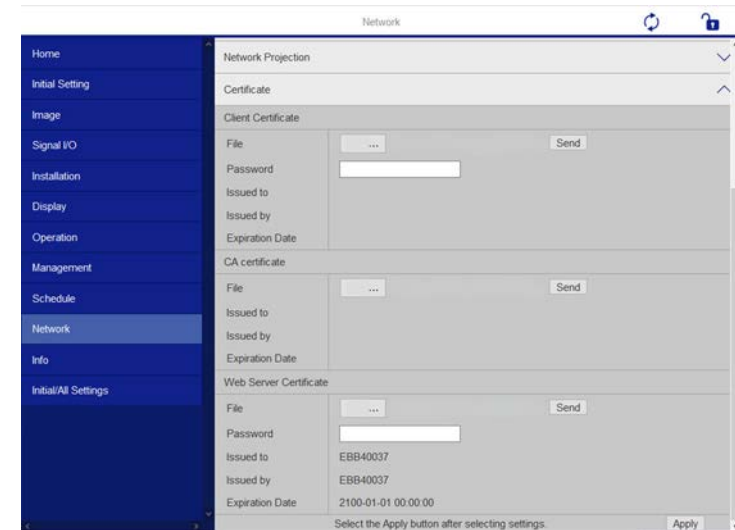 Network
Home
Initial Setting
Image
Signal I/O
Installation
Display
Operation
Management
Schedule
Network
Info
Initial/All Settings
Network Projection
Certificate
Client Certificate
File ... Send
Password
Issued to
Issued by
Expiration Date
CA certificate
File ... Send
Issued to
Issued by
Expiration Date
Web Server Certificate
File ... Send
Password
Issued to EBB40037
Issued by EBB40037
Expiration Date 2100-01-01 00:00:00
Select the Apply button after selecting settings. Apply